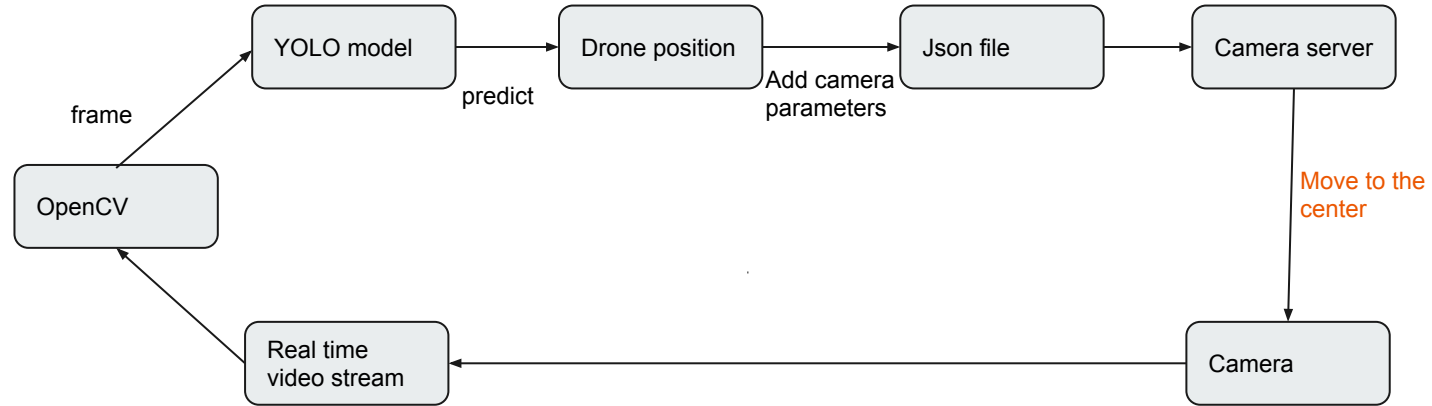 YOLO model
Drone position
Json file
Camera server
frame
predict
Add camera
parameters
OpenCV
Move to the
center
Real time
video stream
Camera